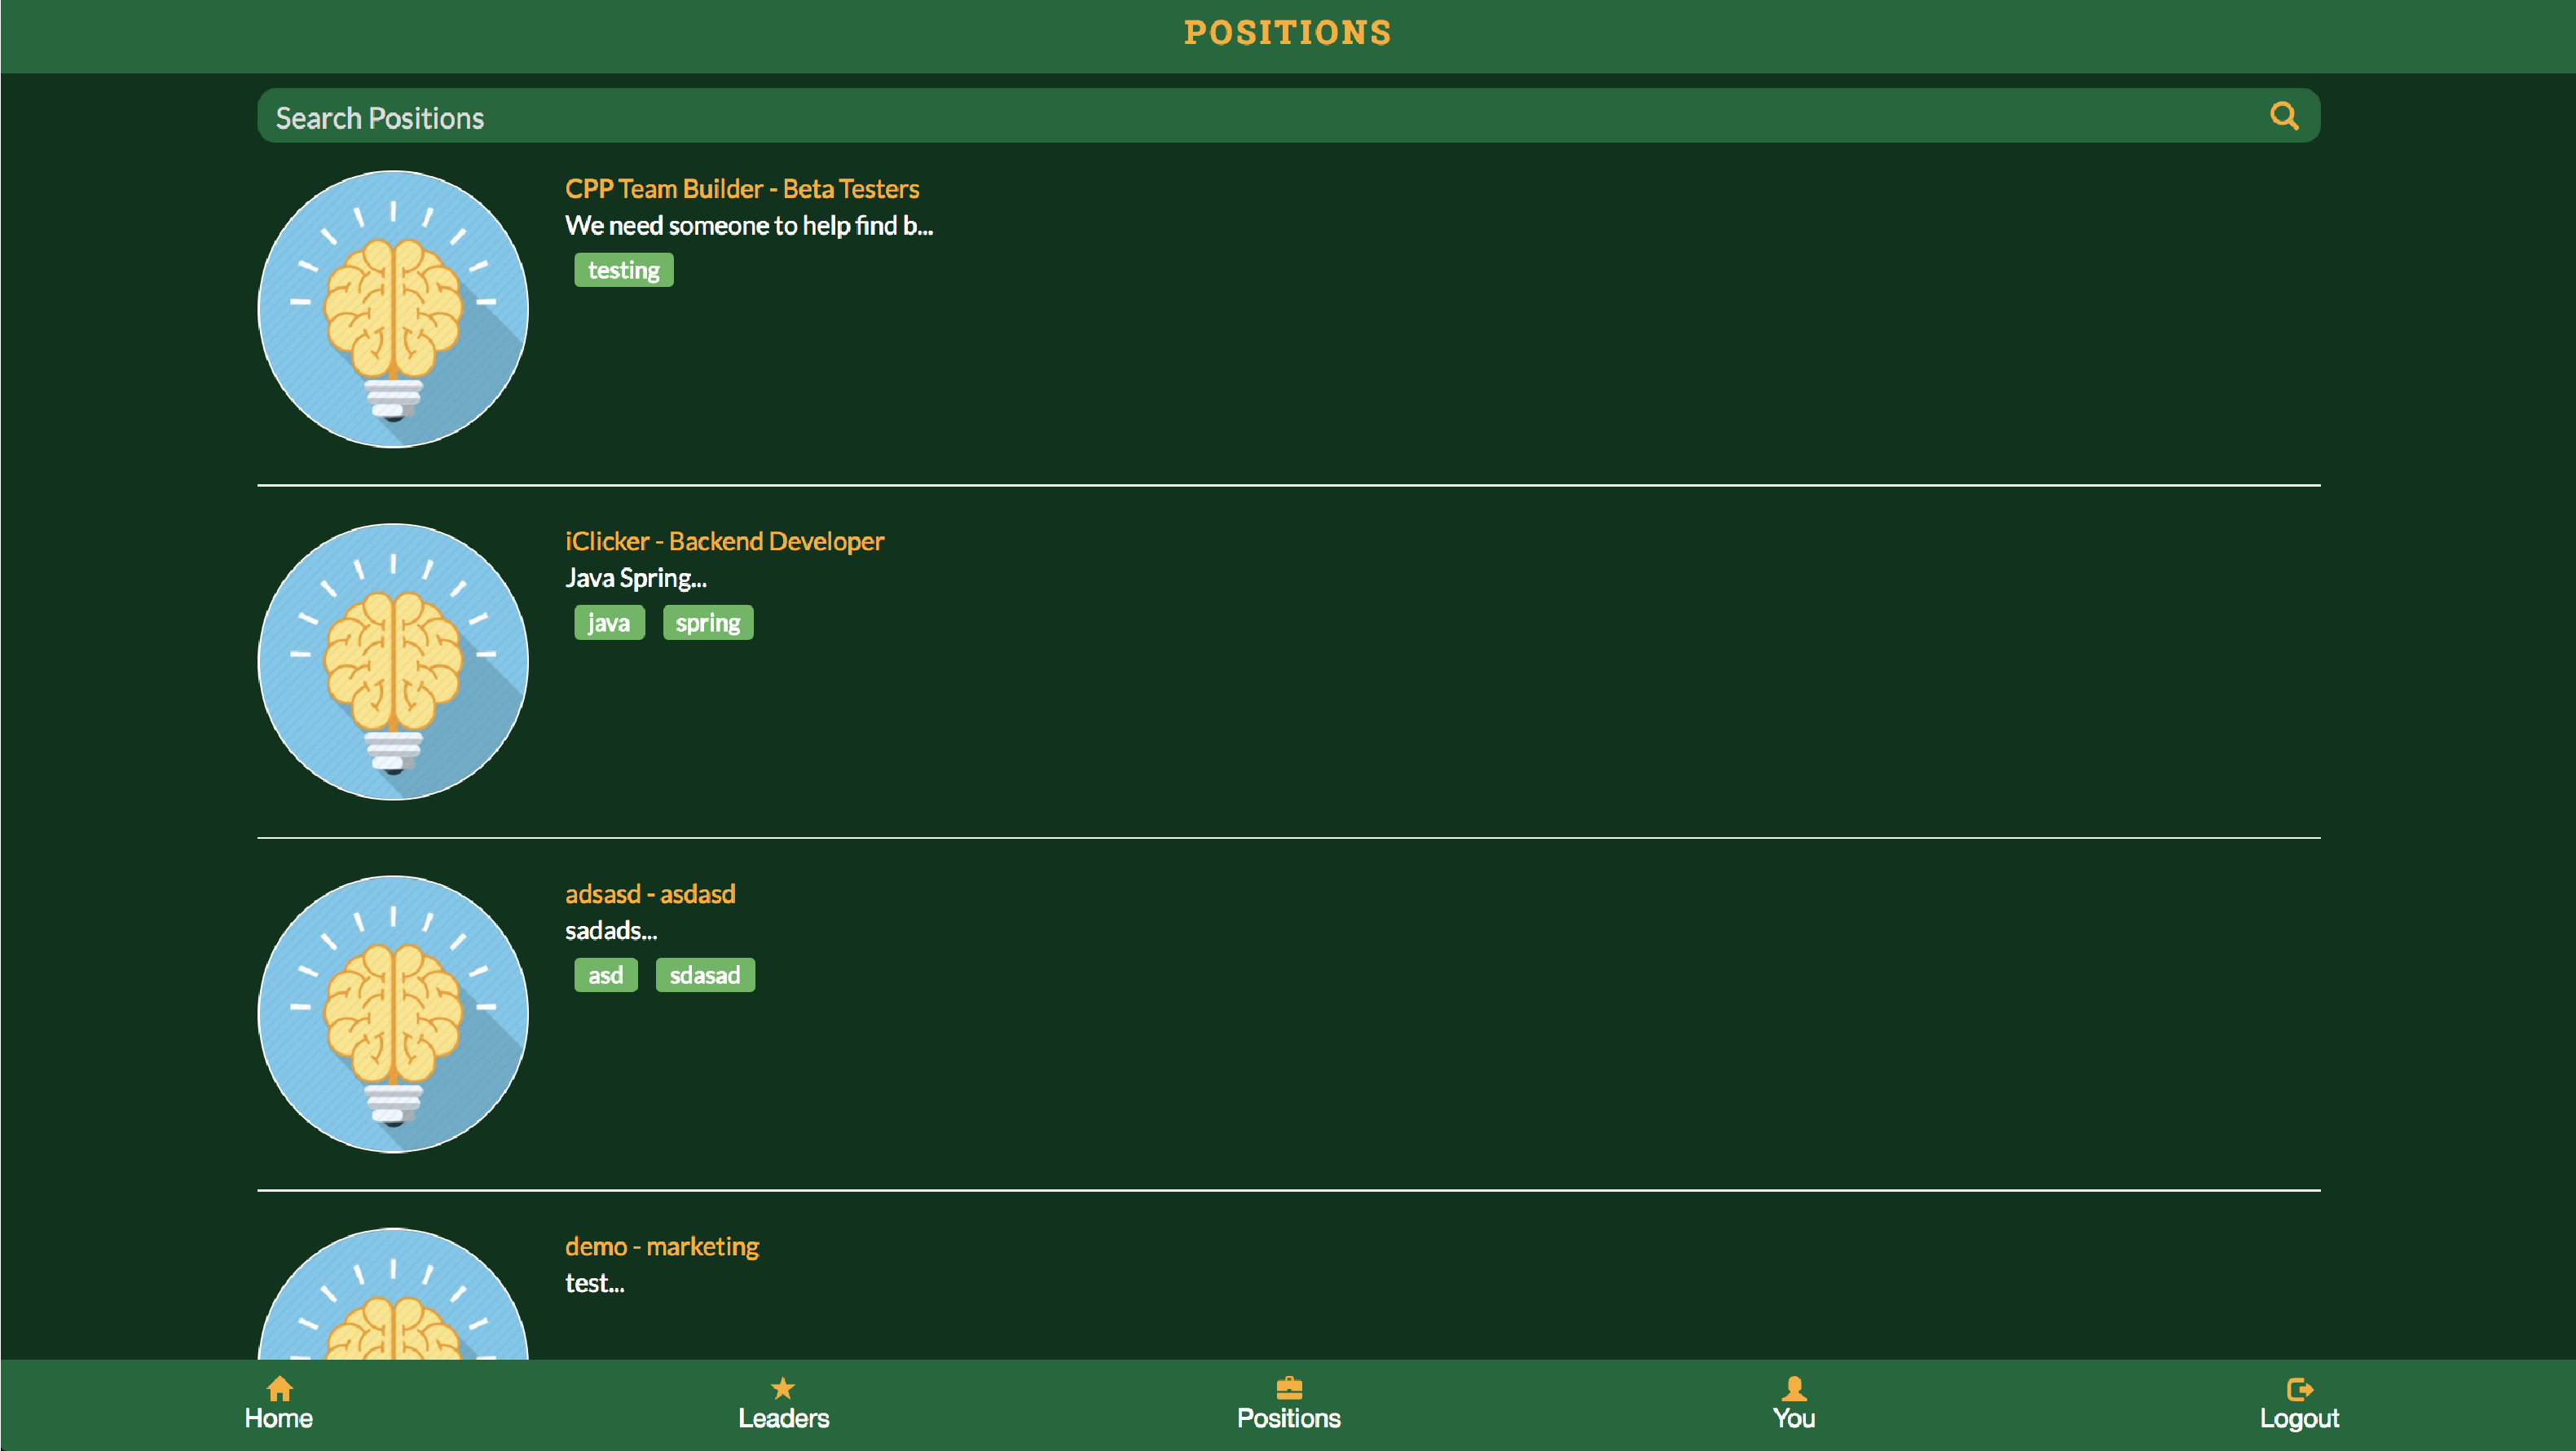 POSITIONS
Search Positions
CPP Team Builder - Beta Testers
We need someone to help find b...
testing
iClicker - Backend Developer
Java Spring...
java spring
adsasd - asdasd
sadads...
asd sdasad
demo - marketing
test...
Home Leaders Positions You Logout